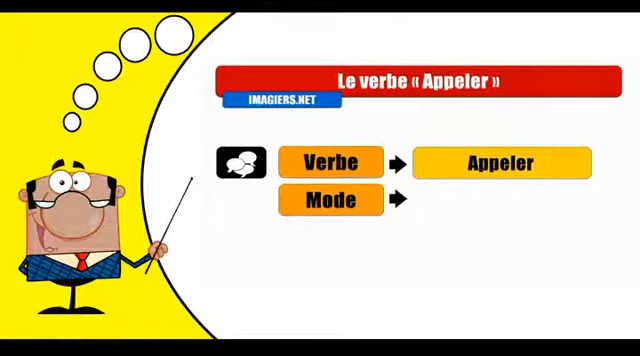 Le verbe « Appeler »
IMAGIERS.NET
Verbe
Appeler
Mode